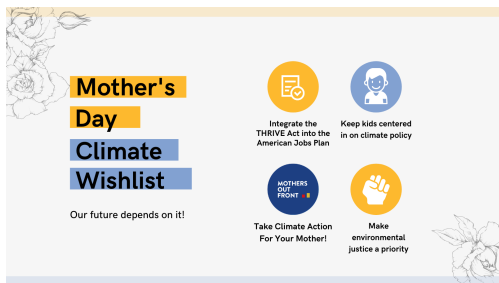 Mother's
Day
Climate
Wishlist
Our future depends on it!
Integrate the
THRIVE Act into the
American Jobs Plan
Keep kids centered
in on climate policy
MOTHERS
OUT
FRONT
Take Climate Action
For Your Mother!
Make
environmental
justice a priority